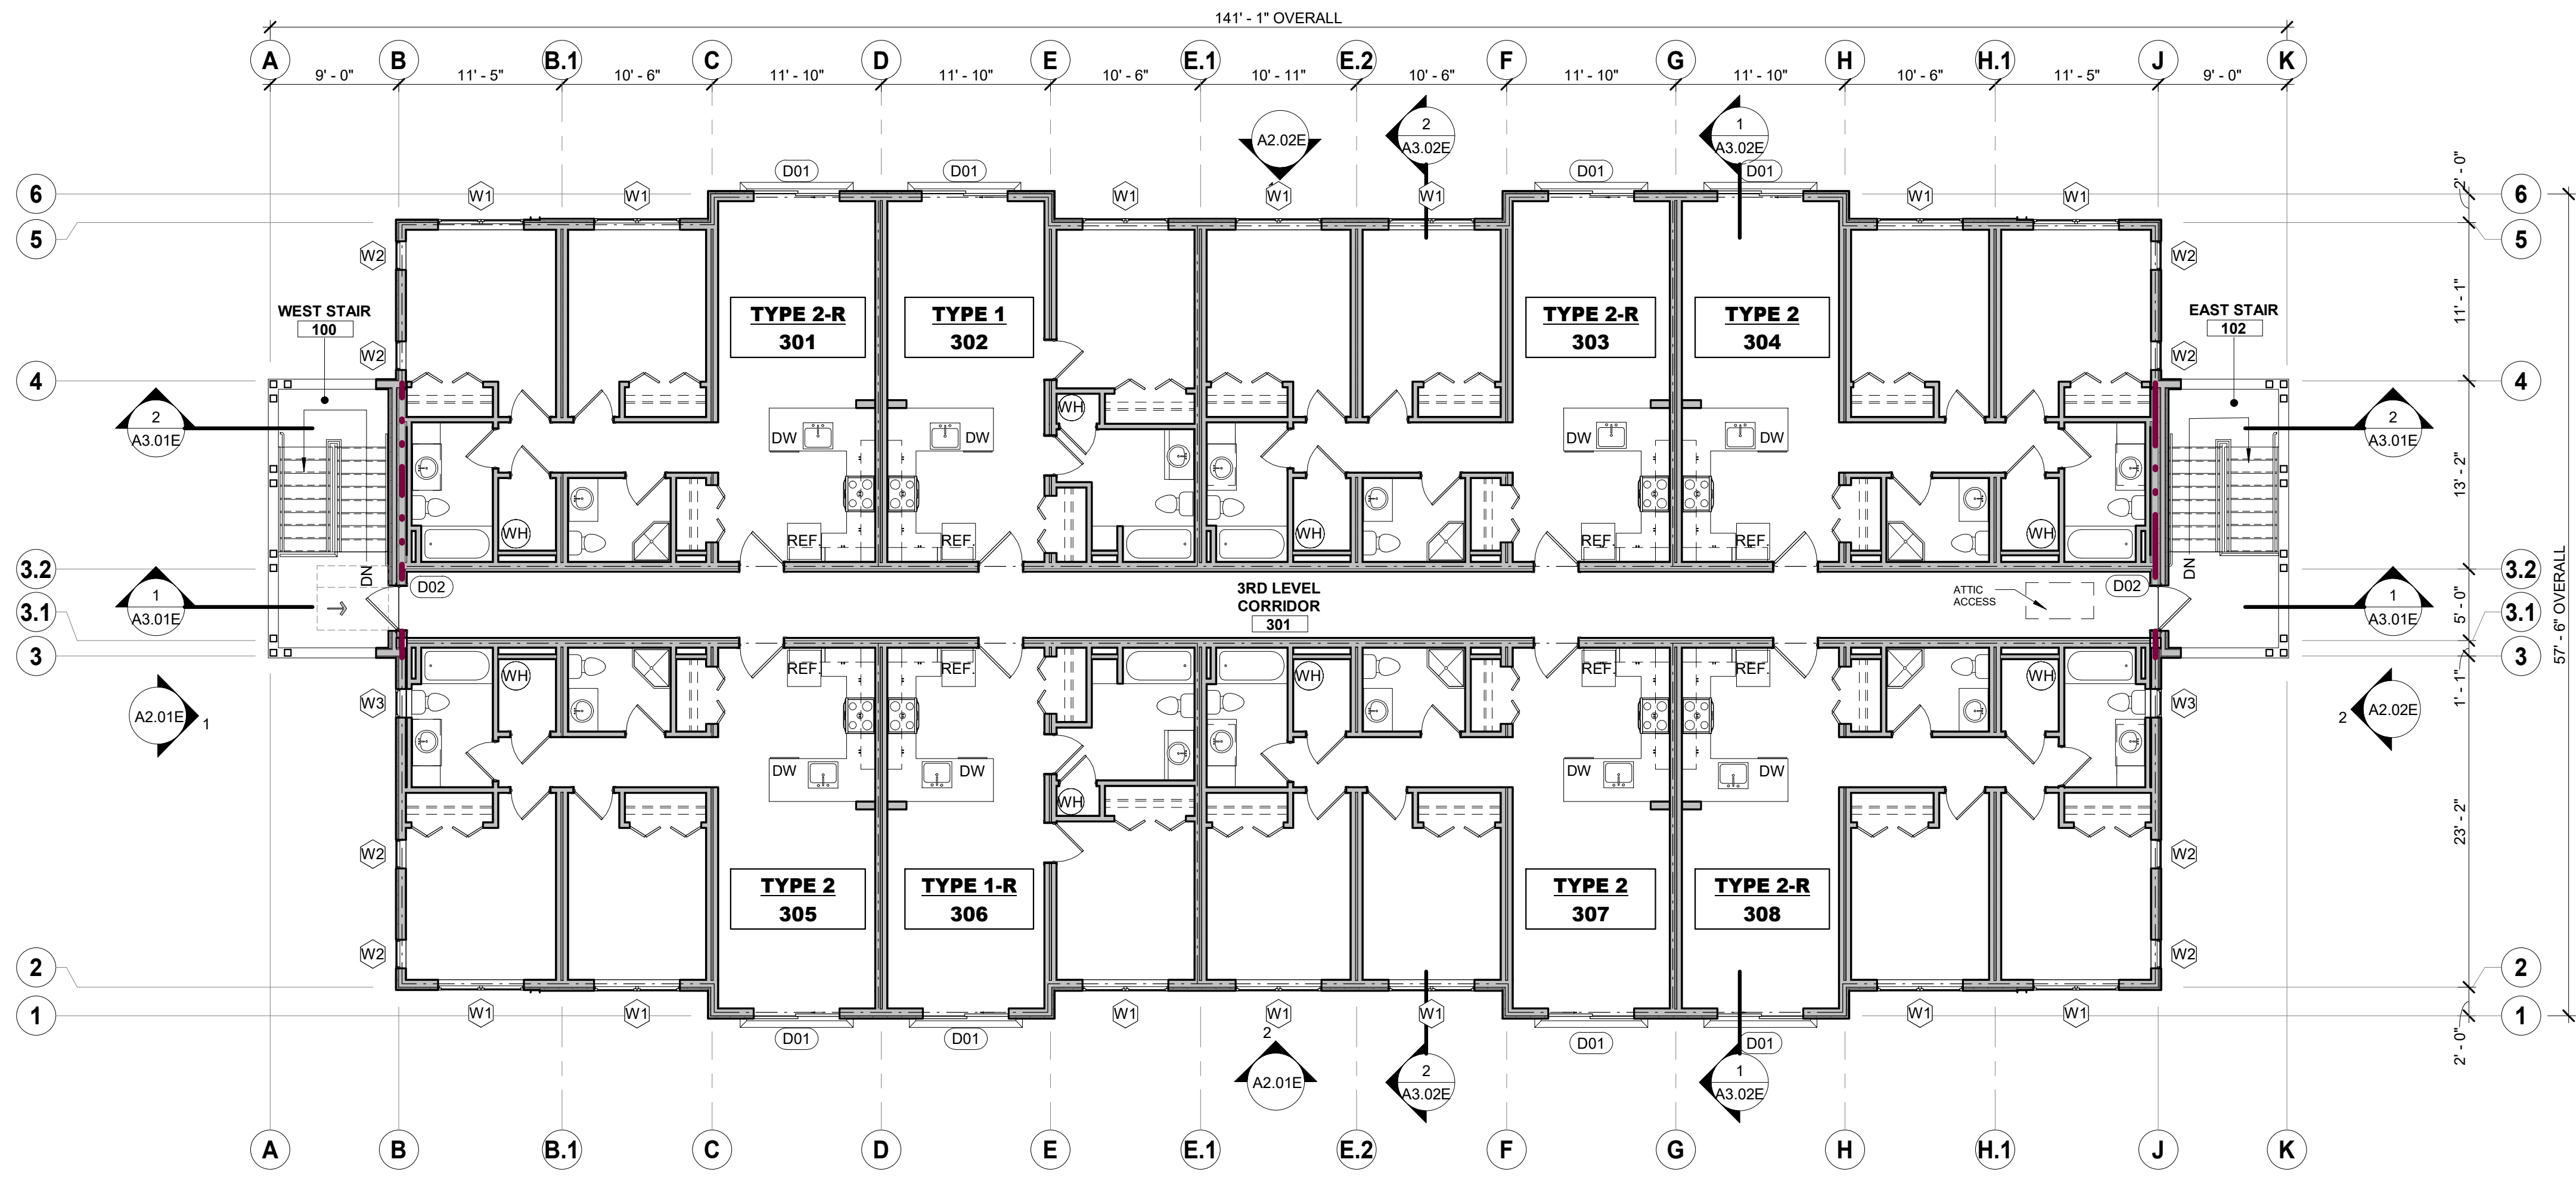 141' - 1" OVERALL
A B B.1 C D E E.1 E.2 F G H H.1 J K
9' - 0" 11' - 5" 10' - 6" 11' - 10" 11' - 10" 10' - 6" 10' - 11" 10' - 6" 11' - 10" 11' - 10" 10' - 6" 11' - 5" 9' - 0"
A2.02E
2
A3.02E
1
A3.02E
D01 D01 D01 D01
2' - 0"
6 W1 W1 W1 W1 W1 W1 W1 6
5 W2 W2 5
11' - 1"
WEST STAIR
100
EAST STAIR
102
TYPE 2-R
301
TYPE 1
302
TYPE 2-R
303
TYPE 2
304
W2 W2
4 4
2
A3.01E
2
A3.01E
WH
DW DW DW DW
13' - 2"
WH WH WH
REF. REF. REF. REF.
3.2 DN DN 3.2
D02 D02
1
A3.01E
1
A3.01E
3RD LEVEL
CORRIDOR
301
ATTIC
ACCESS
3.1 5' - 0" 3.1
57' - 6" OVERALL
3 3
REF. REF. REF. REF.
WH WH WH
1' - 1"
W3 W3
A2.01E
1
2
A2.02E
DW DW DW DW
WH
23' - 2"
W2 W2
TYPE 2
305
TYPE 1-R
306
TYPE 2
307
TYPE 2-R
308
W2 W2
2 2
1 W1 W1 W1 W1 W1 W1 W1 1
D01 D01 D01 D01
2' - 0"
2
A2.01E
2
A3.02E
1
A3.02E
A B B.1 C D E E.1 E.2 F G H H.1 J K